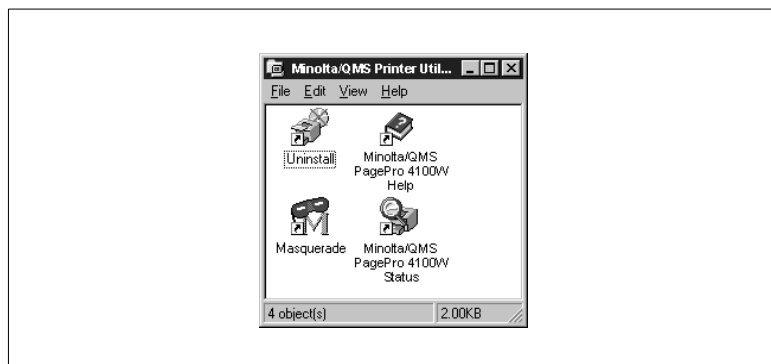 Minolta/QMS Printer Util...
File Edit View Help
Uninstall
Minolta/QMS
PagePro 4100W
Help
Masquerade
Minolta/QMS
PagePro 4100W
Status
4 object(s) 2.00KB